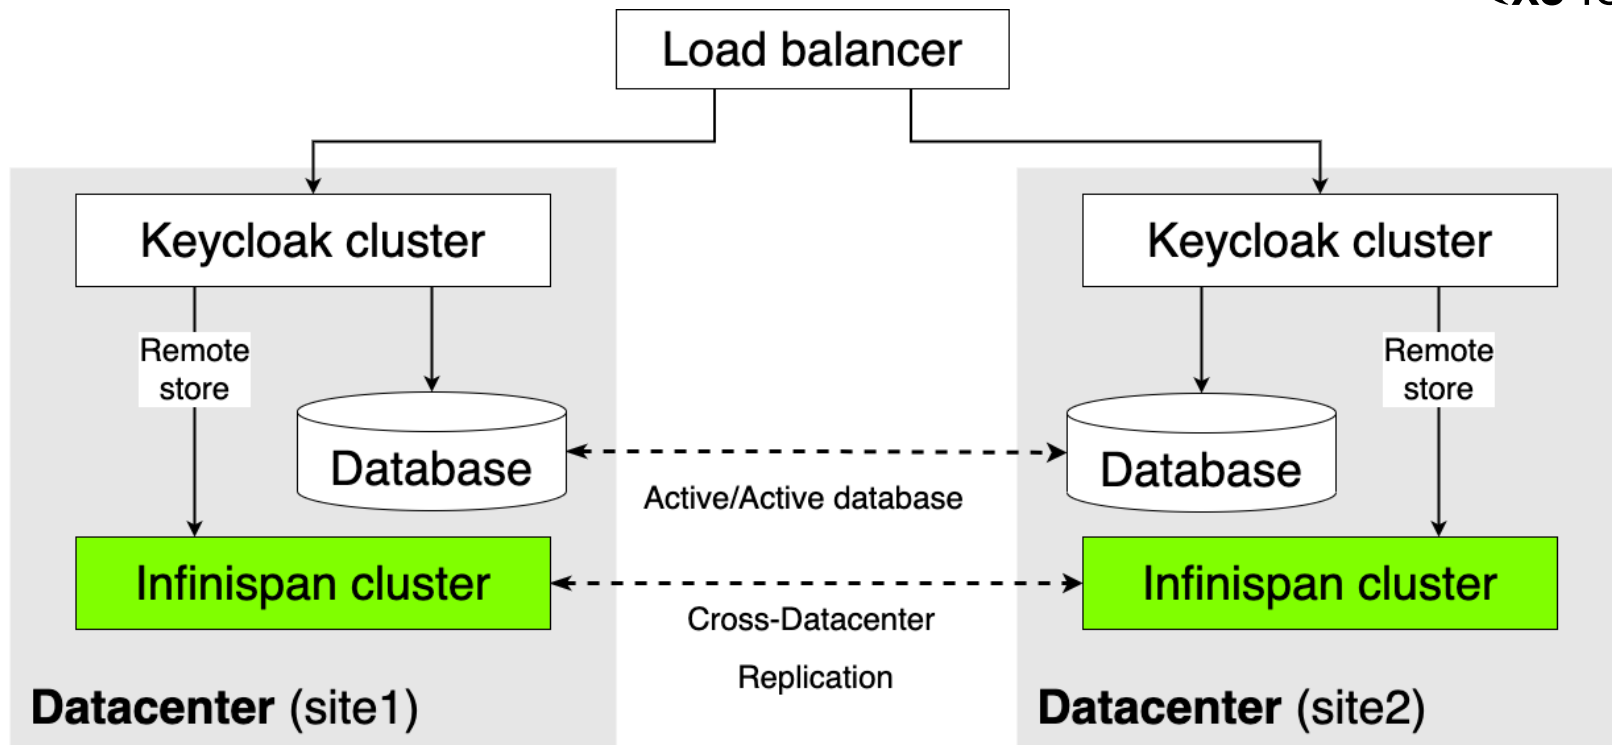 Load balancer
Keycloak cluster
Keycloak cluster
Remote
store
Remote
store
Database
Database
Active/Active database
Infinispan cluster
Infinispan cluster
Cross-Datacenter
Replication
Datacenter (site1)
Datacenter (site2)